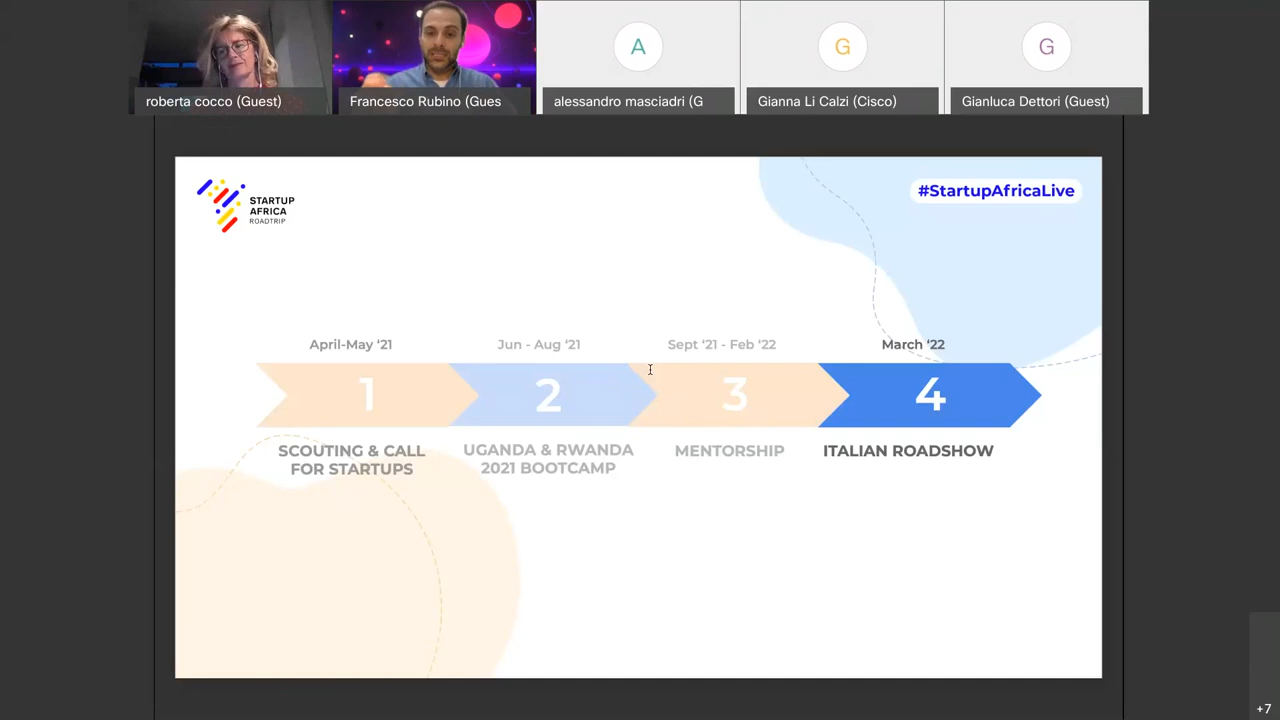 roberta cocco (Guest)
Francesco Rubino (Gues
A
alessandro masciadri (G
G
Gianna Li Calzi (Cisco)
G
Gianluca Dettori (Guest)
STARTUP
AFRICA
ROADTRIP
#StartupAfricaLive
April-May ‘21
Jun - Aug ‘21
Sept ‘21 - Feb ‘22
March ‘22
1
2
3
4
SCOUTING & CALL
FOR STARTUPS
UGANDA & RWANDA
2021 BOOTCAMP
MENTORSHIP
ITALIAN ROADSHOW
+7